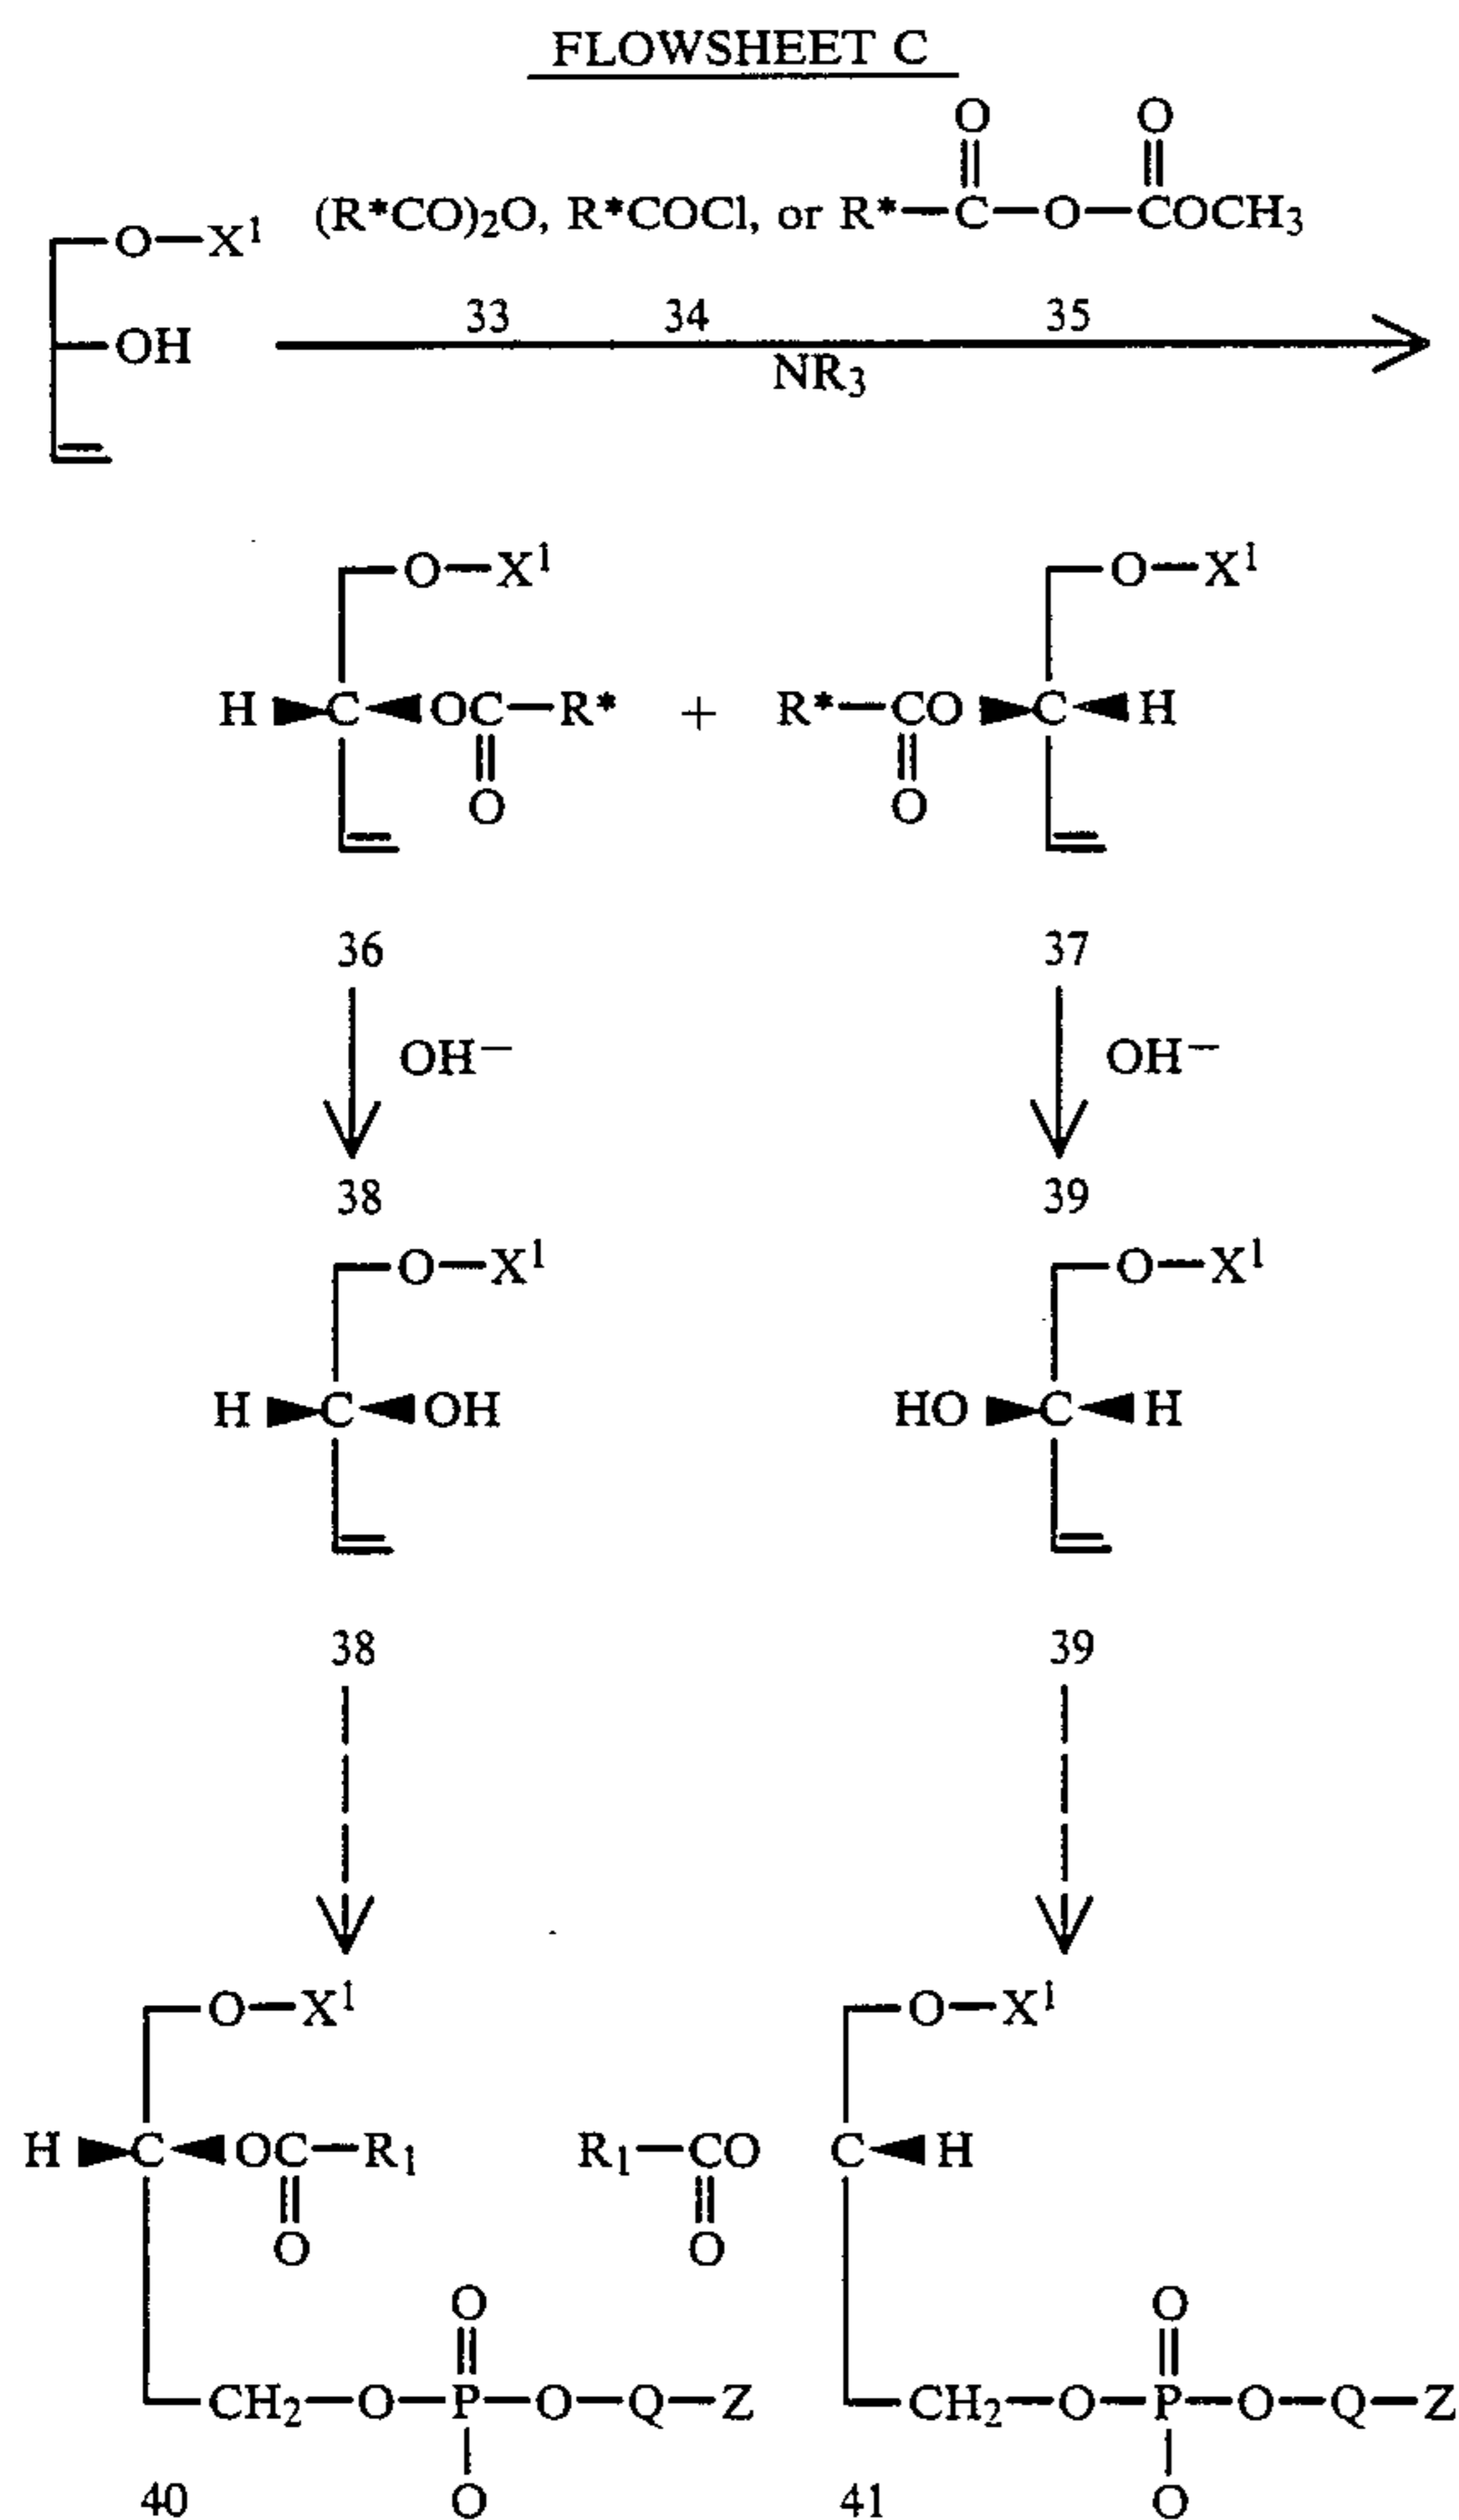 FLOWSHEET C
O O
(R*CO)2O, R*COCl, or R*—C—O—COCH3
O—X1
33 34 35
OH
NR3
O—X1 O—X1
H C OC—R* + R*—CO C H
O O
36 37
OH− OH−
38 39
O—X1 O—X1
H C OH HO C H
38 39
O—X1 O—X1
H C OC—R1 R1—CO C H
O O
O O
CH2—O—P—O—Q—Z CH2—O—P—O—Q—Z
40 O 41 O